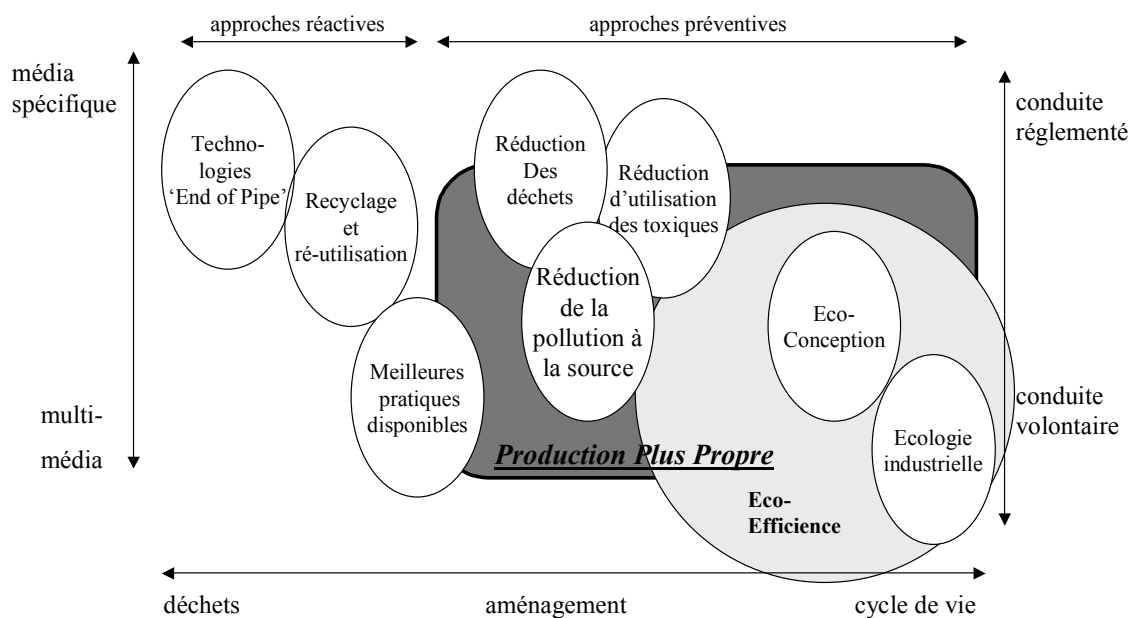 approches réactives
approches préventives
média
spécifique
conduite
réglementé
Techno-
logies
‘End of Pipe’
Recyclage
et
ré-utilisation
Réduction
Des
déchets
Réduction
d’utilisation
des toxiques
Réduction
de la
pollution à
la source
Eco-
Conception
Meilleures
pratiques
disponibles
multi-
média
conduite
volontaire
Ecologie
industrielle
Production Plus Propre
Eco-
Efficience
déchets
aménagement
cycle de vie